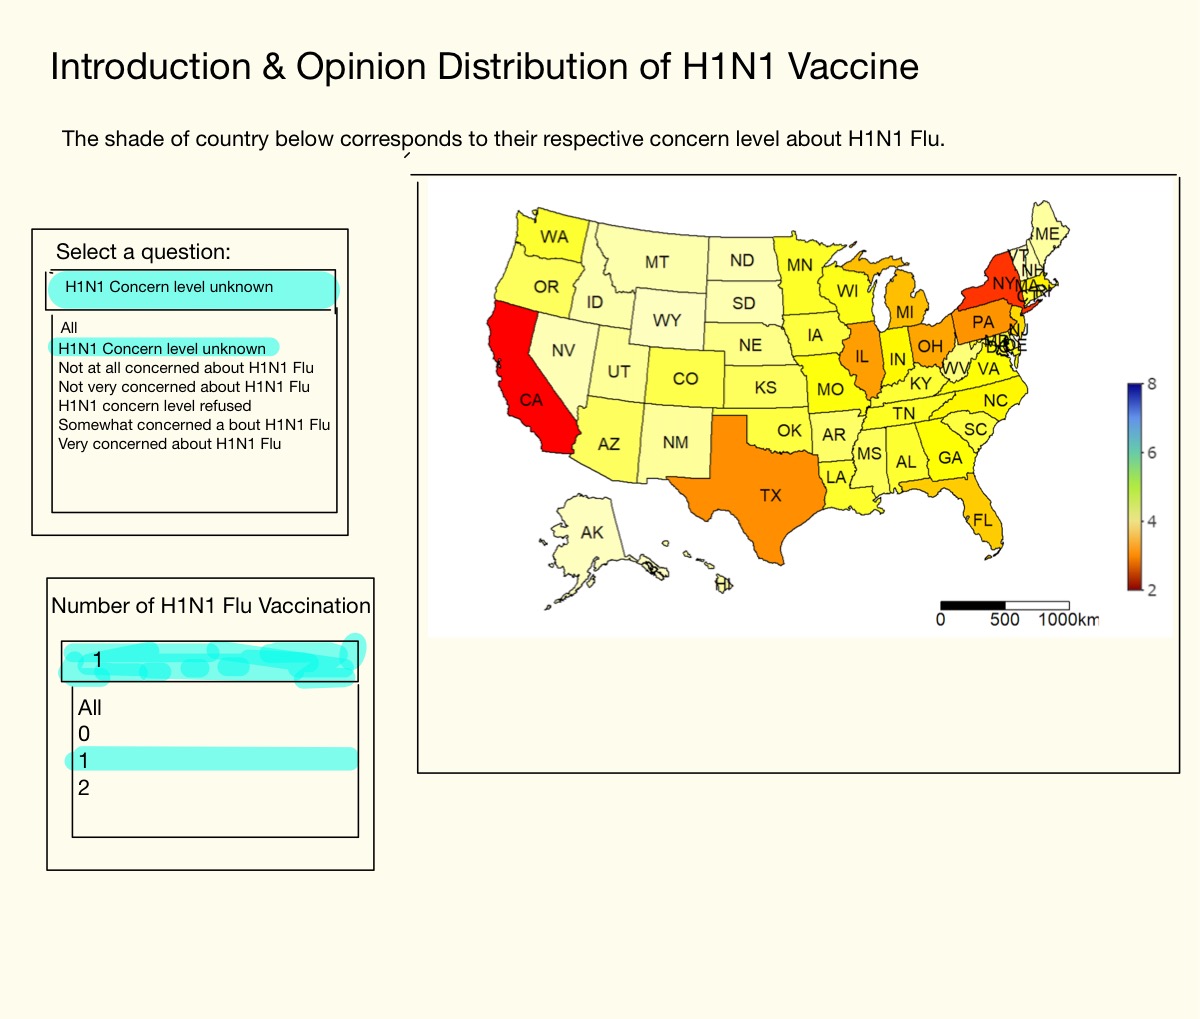 Introduction & Opinion Distribution of H1N1 Vaccine
The shade of country below corresponds to their respective concern level about H1N1 Flu.
Select a question:
H1N1 Concern level unknown
All
H1N1 Concern level unknown
Not at all concerned about H1N1 Flu
Not very concerned about H1N1 Flu
H1N1 concern level refused
Somewhat concerned a bout H1N1 Flu
Very concerned about H1N1 Flu
Number of H1N1 Flu Vaccination
1
All
0
1
2
WA
MT
ND
MN
ME
VT
NH
OR
ID
SD
WI
NY
MA
CT
RI
WY
MI
PA
NJ
NV
UT
NE
IA
IL
IN
OH
DE
CA
CO
KS
MO
KY
WV
VA
AZ
NM
OK
AR
TN
NC
SC
MS
AL
GA
LA
TX
FL
AK
HI
8
6
4
2
0 500 1000km